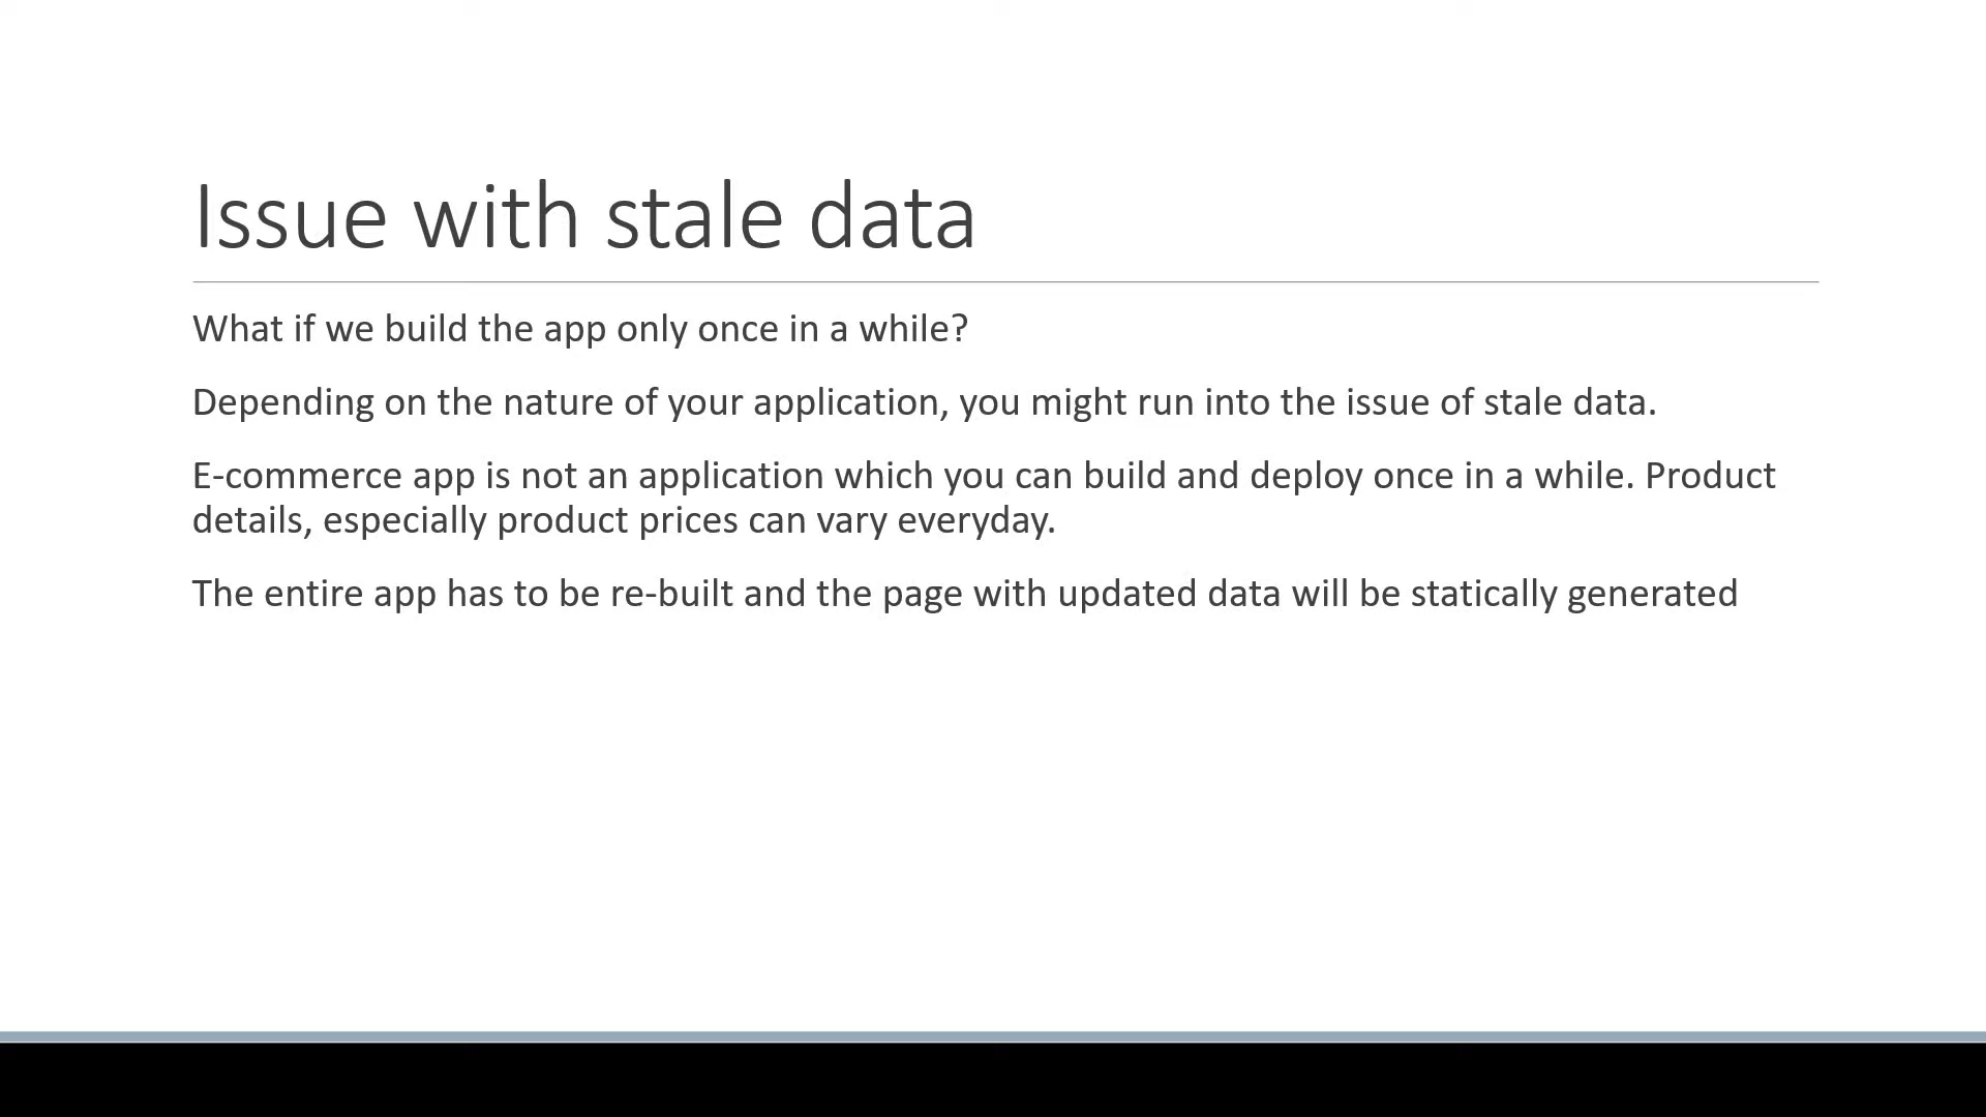 Issue with stale data
What if we build the app only once in a while?
Depending on the nature of your application, you might run into the issue of stale data.
E-commerce app is not an application which you can build and deploy once in a while. Product
details, especially product prices can vary everyday.
The entire app has to be re-built and the page with updated data will be statically generated